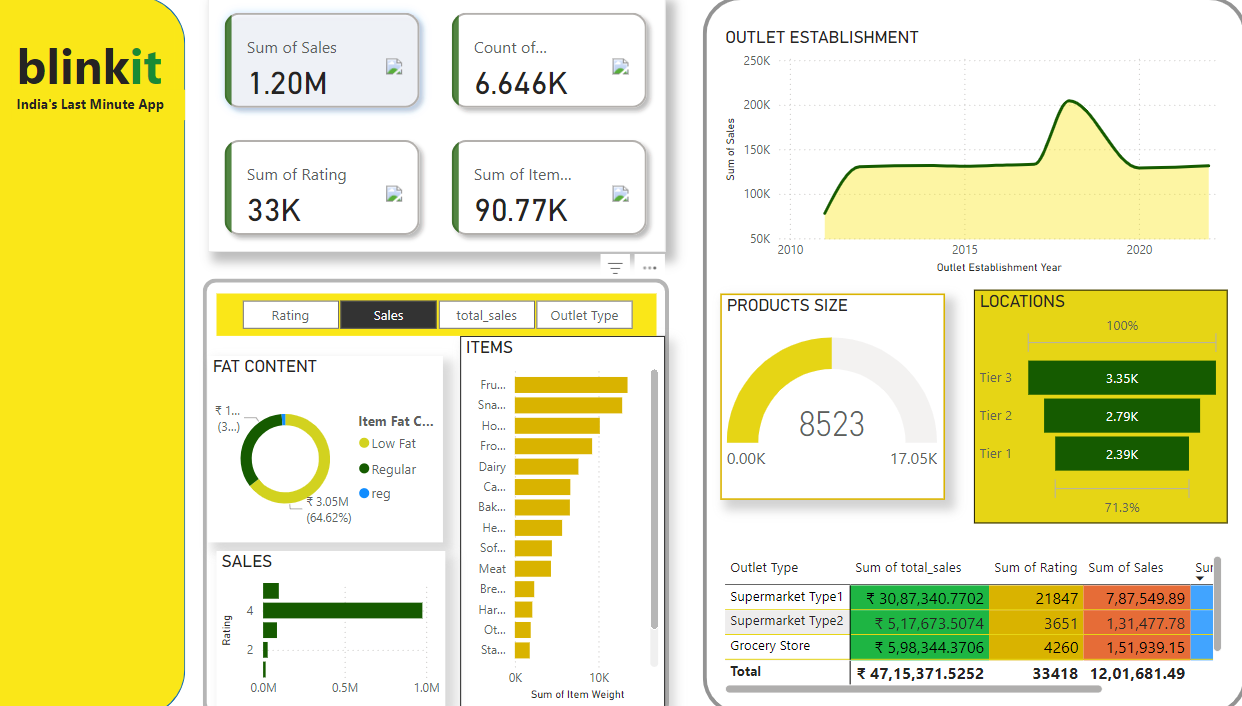 blinkit
India's Last Minute App
Sum of Sales
1.20M
Count of...
6.646K
Sum of Rating
33K
Sum of Item...
90.77K
Rating
Sales
total_sales
Outlet Type
FAT CONTENT
₹ 1...
(3...)
₹ 3.05M
(64.62%)
Item Fat C...
Low Fat
Regular
reg
SALES
Rating
4
2
0.0M 0.5M 1.0M
ITEMS
Fru...
Sna...
Ho...
Fro...
Dairy
Ca...
Bak...
He...
Sof...
Meat
Bre...
Har...
Ot...
Sta...
0K 10K
Sum of Item Weight
OUTLET ESTABLISHMENT
Sum of Sales
250K
200K
150K
100K
50K
2010 2015 2020
Outlet Establishment Year
PRODUCTS SIZE
8523
0.00K 17.05K
LOCATIONS
100%
Tier 3 3.35K
Tier 2 2.79K
Tier 1 2.39K
71.3%
Outlet Type Sum of total_sales Sum of Rating Sum of Sales Sur
Supermarket Type1 ₹ 30,87,340.7702 21847 7,87,549.89
Supermarket Type2 ₹ 5,17,673.5074 3651 1,31,477.78
Grocery Store ₹ 5,98,344.3706 4260 1,51,939.15
Total ₹ 47,15,371.5252 33418 12,01,681.49